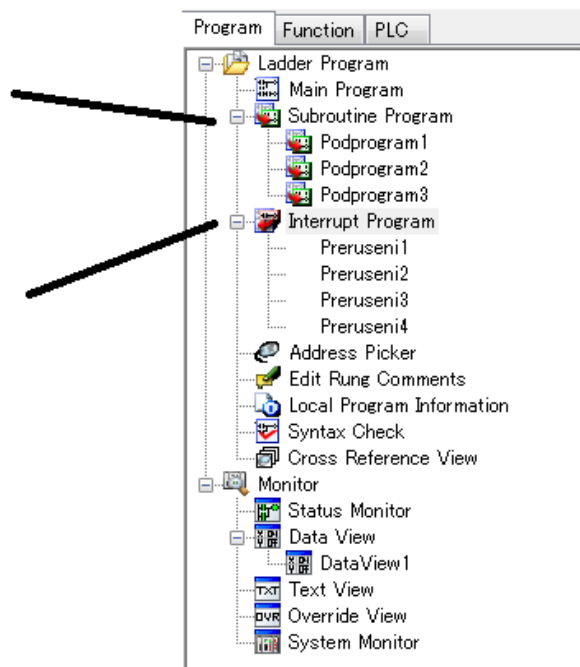 Program Function PLC
Ladder Program
Main Program
Subroutine Program
Podprogram1
Podprogram2
Podprogram3
Interrupt Program
Preruseni1
Preruseni2
Preruseni3
Preruseni4
Address Picker
Edit Rung Comments
Local Program Information
Syntax Check
Cross Reference View
Monitor
Status Monitor
Data View
DataView1
TXT Text View
OVR Override View
System Monitor